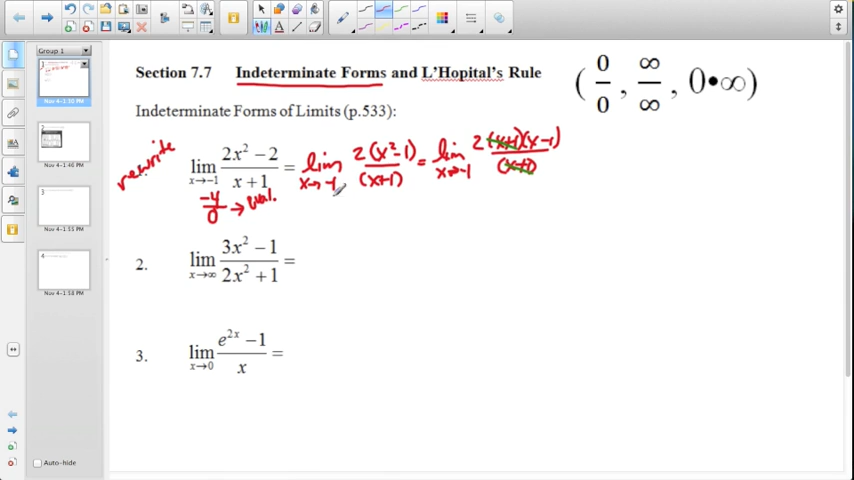 Group 1
Nov 4-1:30 PM
Nov 4-1:46 PM
Nov 4-1:55 PM
Nov 4-1:58 PM
Auto-hide
Section 7.7 Indeterminate Forms and L'Hopital's Rule
( 0/0 , ∞/∞ , 0•∞ )
Indeterminate Forms of Limits (p.533):
rewrite
lim x→−1 (2x² − 2)/(x + 1) = lim x→−1 2(x²−1)/(x+1) = lim x→−1 2(x+1)(x−1)/(x+1)
−4/0 →
2. lim x→∞ (3x² − 1)/(2x² + 1) =
3. lim x→0 (e^(2x) − 1)/x =